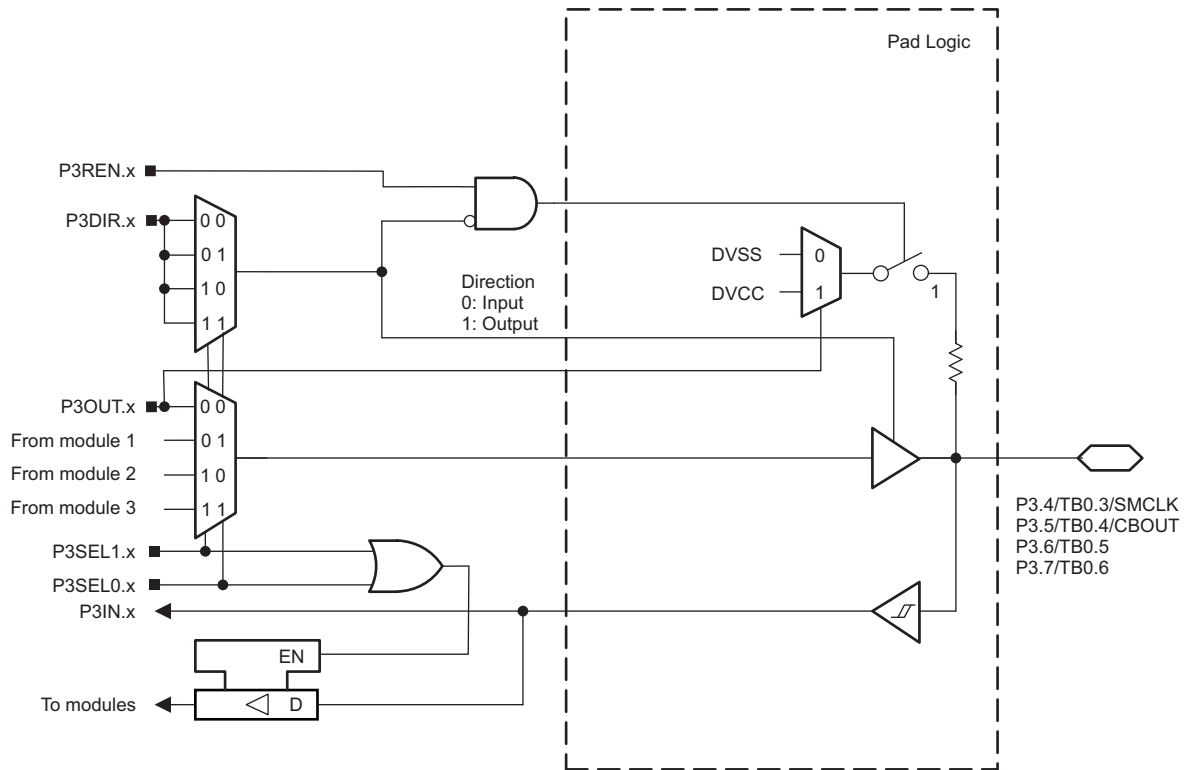 Pad Logic
P3REN.x
P3DIR.x
0 0
0 1
1 0
1 1
Direction
0: Input
1: Output
DVSS
DVCC
0
1
1
P3OUT.x
From module 1
From module 2
From module 3
0 0
0 1
1 0
1 1
P3SEL1.x
P3SEL0.x
P3IN.x
EN
D
To modules
P3.4/TB0.3/SMCLK
P3.5/TB0.4/CBOUT
P3.6/TB0.5
P3.7/TB0.6